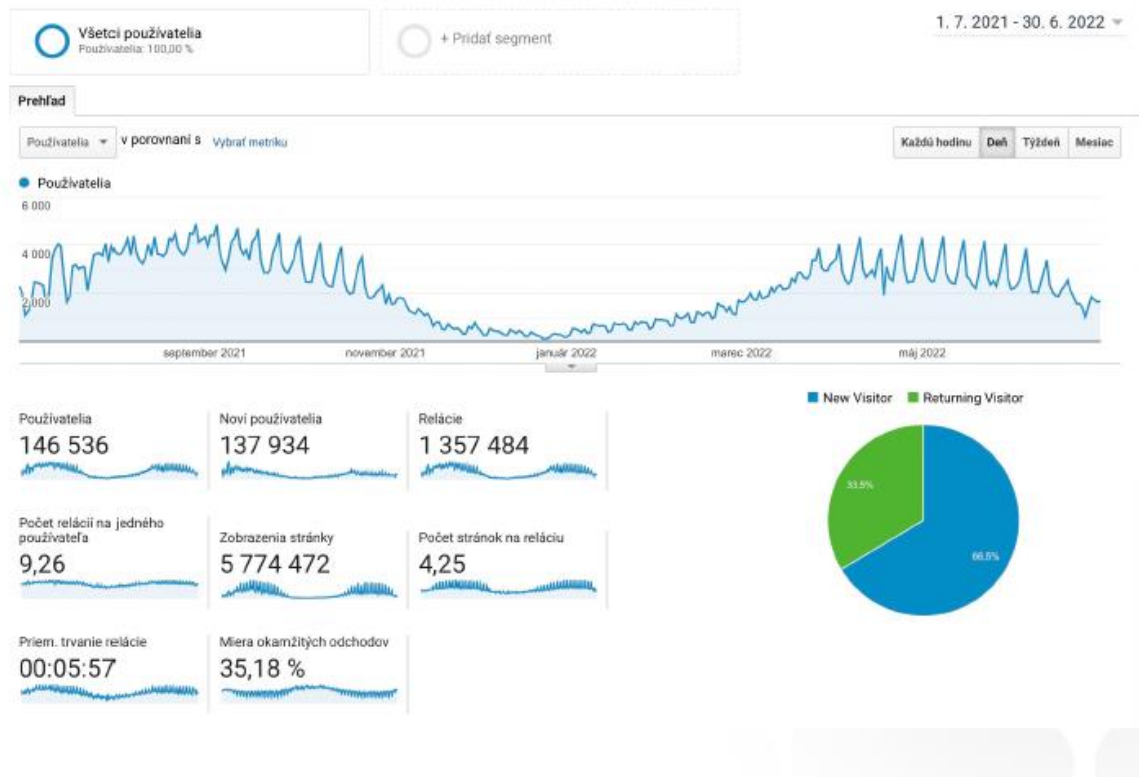 Všetci používatelia
Používatelia: 100,00 %
+ Pridať segment
1. 7. 2021 - 30. 6. 2022
Prehľad
Používatelia v porovnaní s Vybrať metriku
Každú hodinu Deň Týždeň Mesiac
Používatelia
6 000
4 000
2 000
september 2021 november 2021 január 2022 marec 2022 máj 2022
New Visitor Returning Visitor
Používatelia
146 536
Noví používatelia
137 934
Relácie
1 357 484
Počet relácií na jedného
používateľa
9,26
Zobrazenia stránky
5 774 472
Počet stránok na reláciu
4,25
Priem. trvanie relácie
00:05:57
Miera okamžitých odchodov
35,18 %
33,5%
66,5%